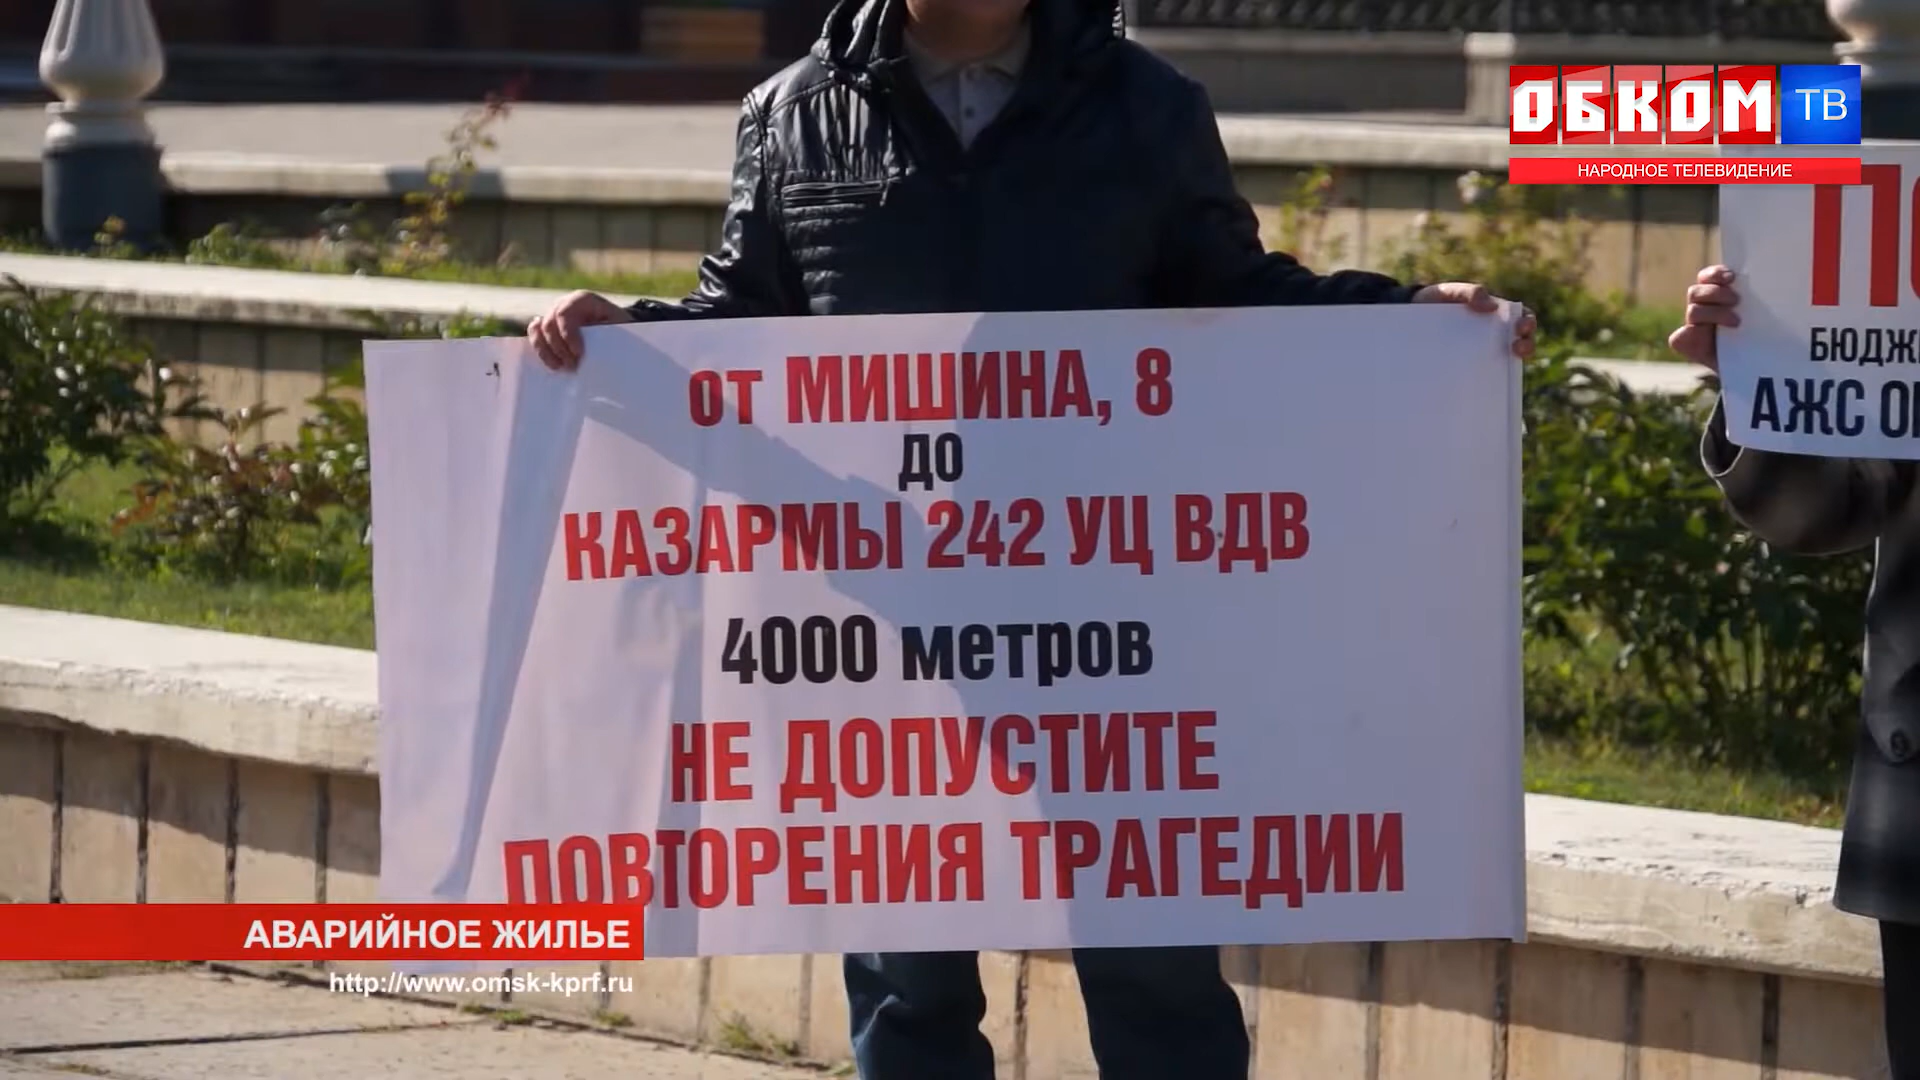 ОБКОМ ТВ
НАРОДНОЕ ТЕЛЕВИДЕНИЕ
от МИШИНА, 8
ДО
КАЗАРМЫ 242 УЦ ВДВ
4000 метров
НЕ ДОПУСТИТЕ
ПОВТОРЕНИЯ ТРАГЕДИИ
АЖС
АВАРИЙНОЕ ЖИЛЬЕ
http://www.omsk-kprf.ru